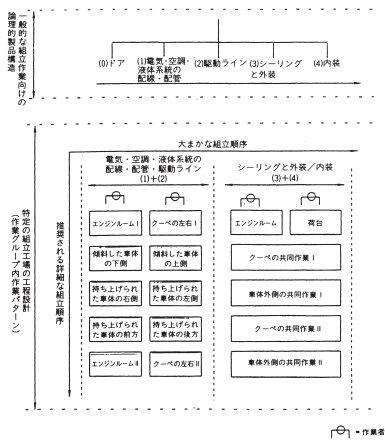 一般的な組立作業向けの
論理的製品構造
(0)ドア
(1)電気・空調・
液体系統の
配線・配管
(2)駆動ライン
(3)シーリング
と外装
(4)内装
大まかな組立順序
特定の組立工場の工程設計
(作業グループ内作業パターン)
推奨される詳細な組立順序
電気・空調・液体系統の
配線・配管・駆動ライン
(1)+(2)
シーリングと外装/内装
(3)+(4)
エンジンルームⅠ
クーペの左右Ⅰ
傾斜した車体
の下側
傾斜した車体
の上側
持ち上げられ
た車体の右側
持ち上げられ
た車体の左側
持ち上げられ
た車体の前方
持ち上げられ
た車体の後方
エンジンルームⅡ
クーペの左右Ⅱ
エンジンルーム
荷台
クーペの共同作業Ⅰ
車体外側の共同作業Ⅰ
クーペの共同作業Ⅱ
車体外側の共同作業Ⅱ
=作業者